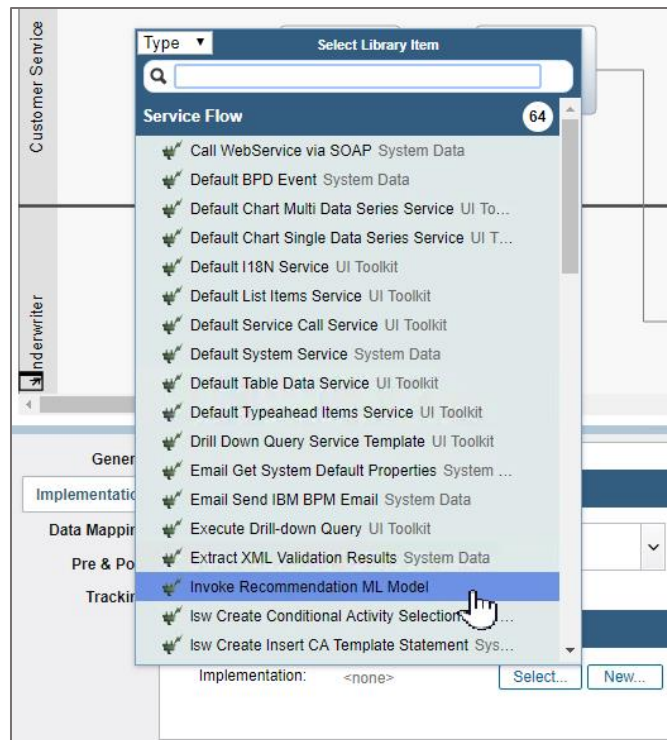 Customer Service
Type ▼
Select Library Item
Service Flow
64
Call WebService via SOAP System Data
Default BPD Event System Data
Default Chart Multi Data Series Service UI To...
Default Chart Single Data Series Service UI T...
Default I18N Service UI Toolkit
Default List Items Service UI Toolkit
Default Service Call Service UI Toolkit
Default System Service System Data
Default Table Data Service UI Toolkit
Default Typeahead Items Service UI Toolkit
Drill Down Query Service Template UI Toolkit
Email Get System Default Properties System ...
Email Send IBM BPM Email System Data
Execute Drill-down Query UI Toolkit
Extract XML Validation Results System Data
Invoke Recommendation ML Model
lsw Create Conditional Activity Selection ...
lsw Create Insert CA Template Statement Sys...
nderwriter
Gener
Implementatio
Data Mappin
Pre & Po
Trackin
Implementation: <none> Select... New...